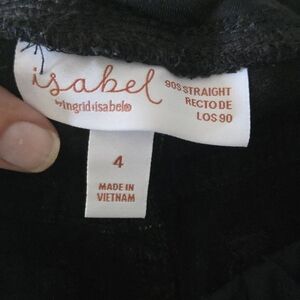 isabel
by ingrid+isabel®
90S STRAIGHT
RECTO DE
LOS 90
4
MADE IN
VIETNAM